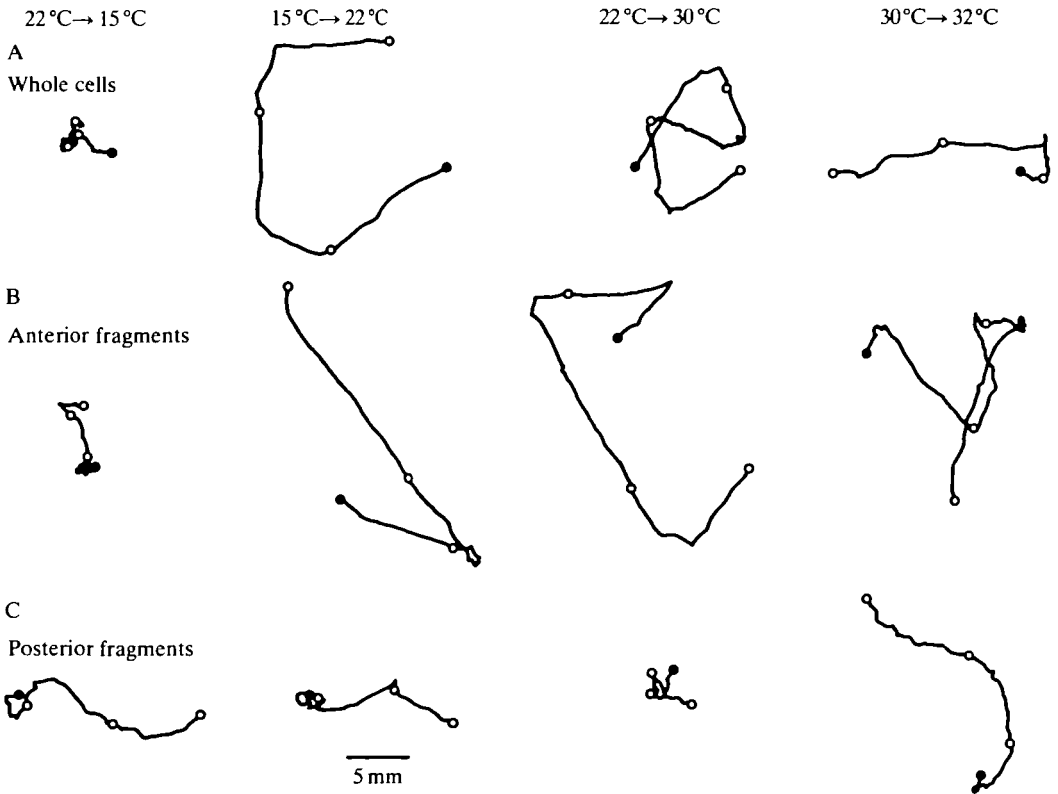 22 °C→ 15 °C 15 °C→ 22°C 22 °C→ 30 °C 30 °C→ 32 °C
A
Whole cells
B
Anterior fragments
C
Posterior fragments
5 mm